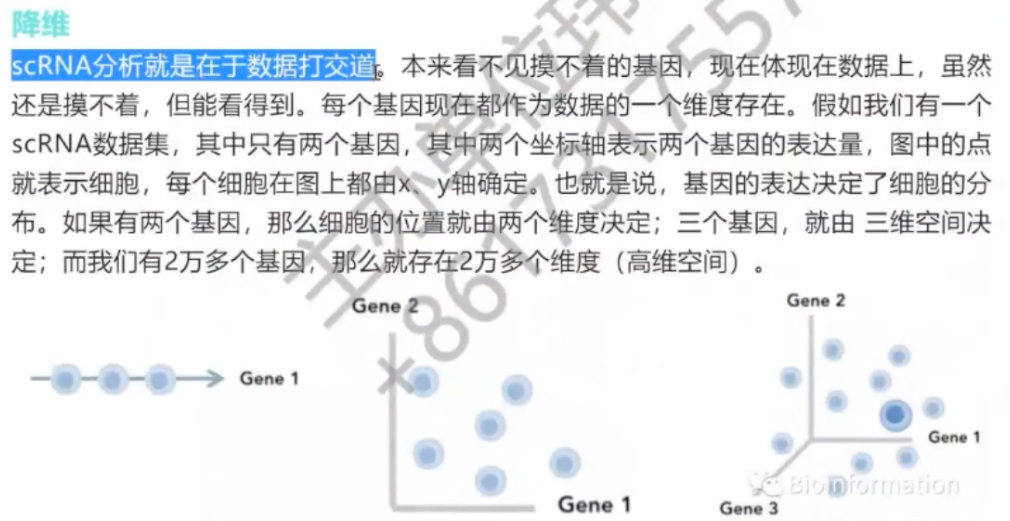 降维
scRNA分析就是在于数据打交道。本来看不见摸不着的基因，现在体现在数据上，虽然
还是摸不着，但能看得到。每个基因现在都作为数据的一个维度存在。假如我们有一个
scRNA数据集，其中只有两个基因，其中两个坐标轴表示两个基因的表达量，图中的点
就表示细胞，每个细胞在图上都由x、y轴确定。也就是说，基因的表达决定了细胞的分
布。如果有两个基因，那么细胞的位置就由两个维度决定；三个基因，就由 三维空间决
定；而我们有2万多个基因，那么就存在2万多个维度（高维空间）。
Gene 1
Gene 2
Gene 1
Gene 2
Gene 1
Gene 3
Bioinformation